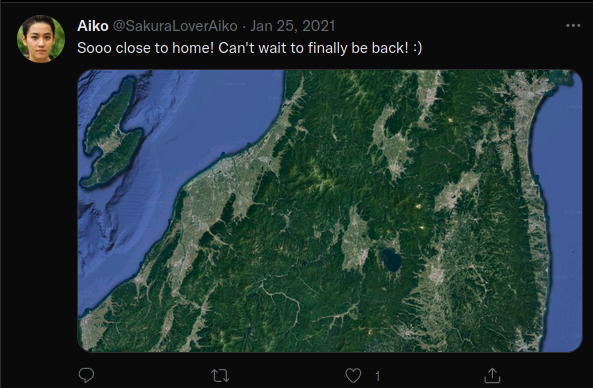 Aiko @SakuraLoverAiko · Jan 25, 2021
Sooo close to home! Can't wait to finally be back! :)
1